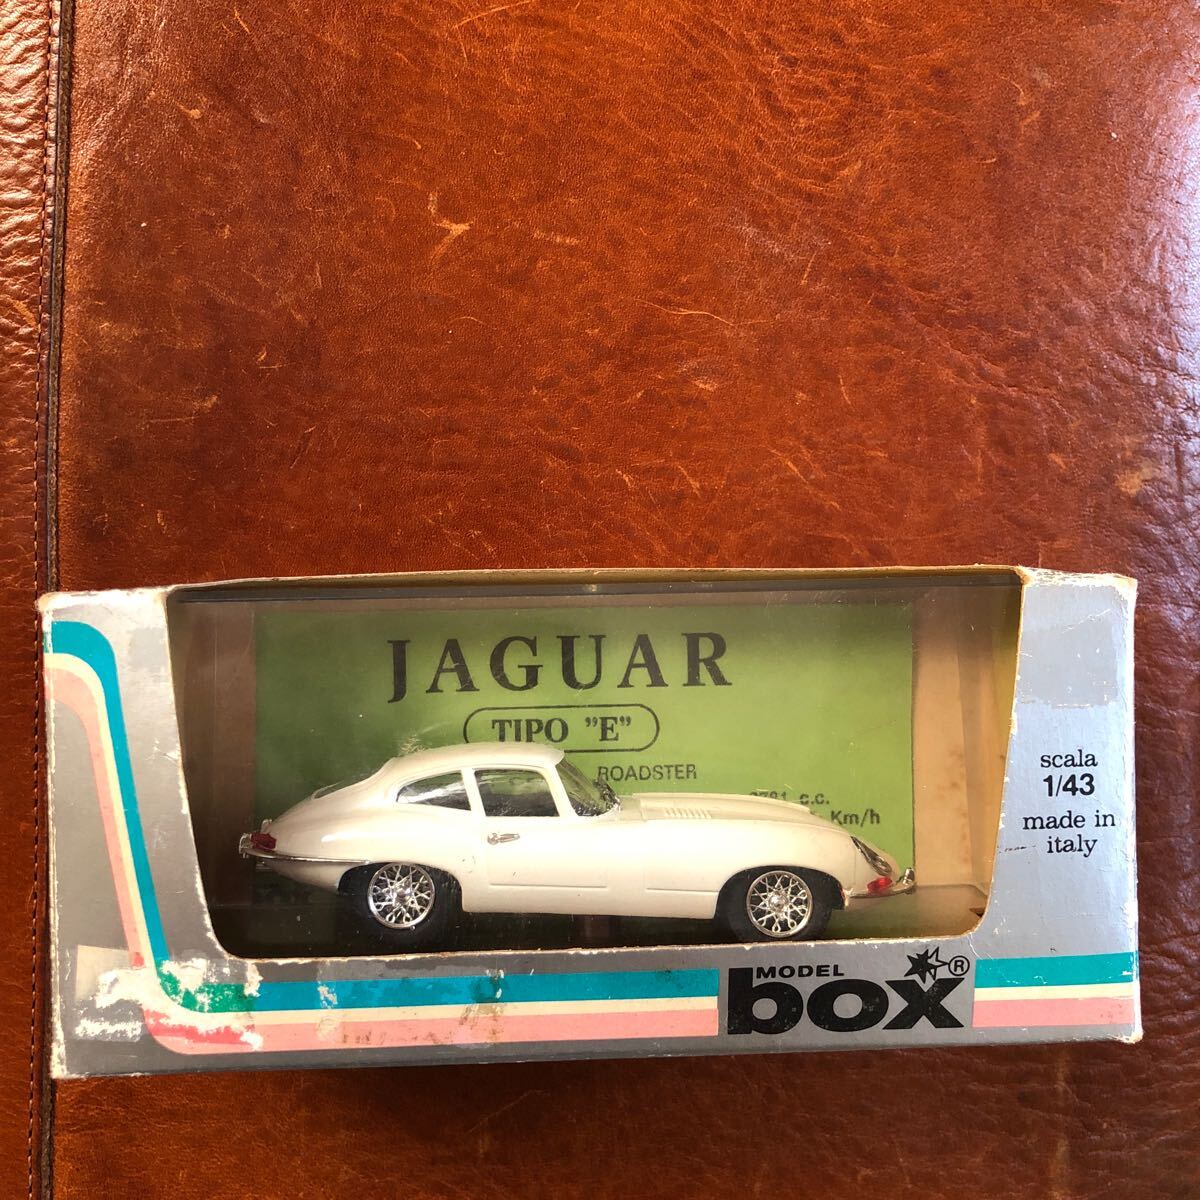 JAGUAR
TIPO "E"
ROADSTER
c.c.
Km/h
scala
1/43
made in
italy
MODEL
box®